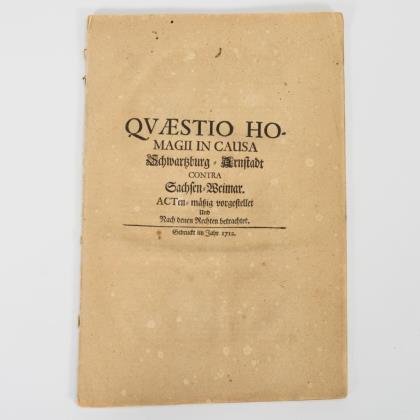 QVÆSTIO HO-
MAGII IN CAUSA
Schwartzburg-Arnstadt
CONTRA
Sachsen-Weimar.
ACTen-mäßig vorgestellet
Und
Nach denen Rechten betrachtet.
Gedruckt im Jahr 1712.